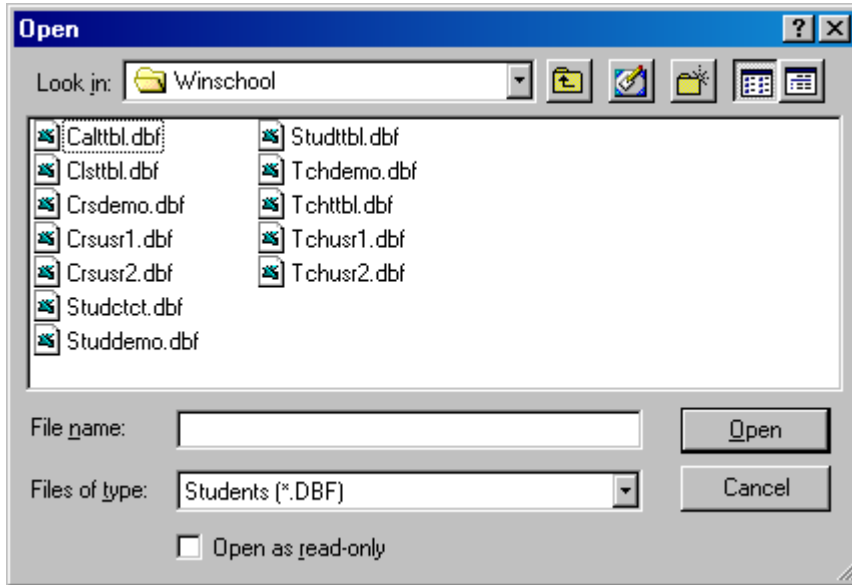 Open
Look in: Winschool
Calttbl.dbf
Clsttbl.dbf
Crsdemo.dbf
Crsusr1.dbf
Crsusr2.dbf
Studctct.dbf
Studdemo.dbf
Studttbl.dbf
Tchdemo.dbf
Tchttbl.dbf
Tchusr1.dbf
Tchusr2.dbf
File name: Open
Files of type: Students (*.DBF) Cancel
Open as read-only